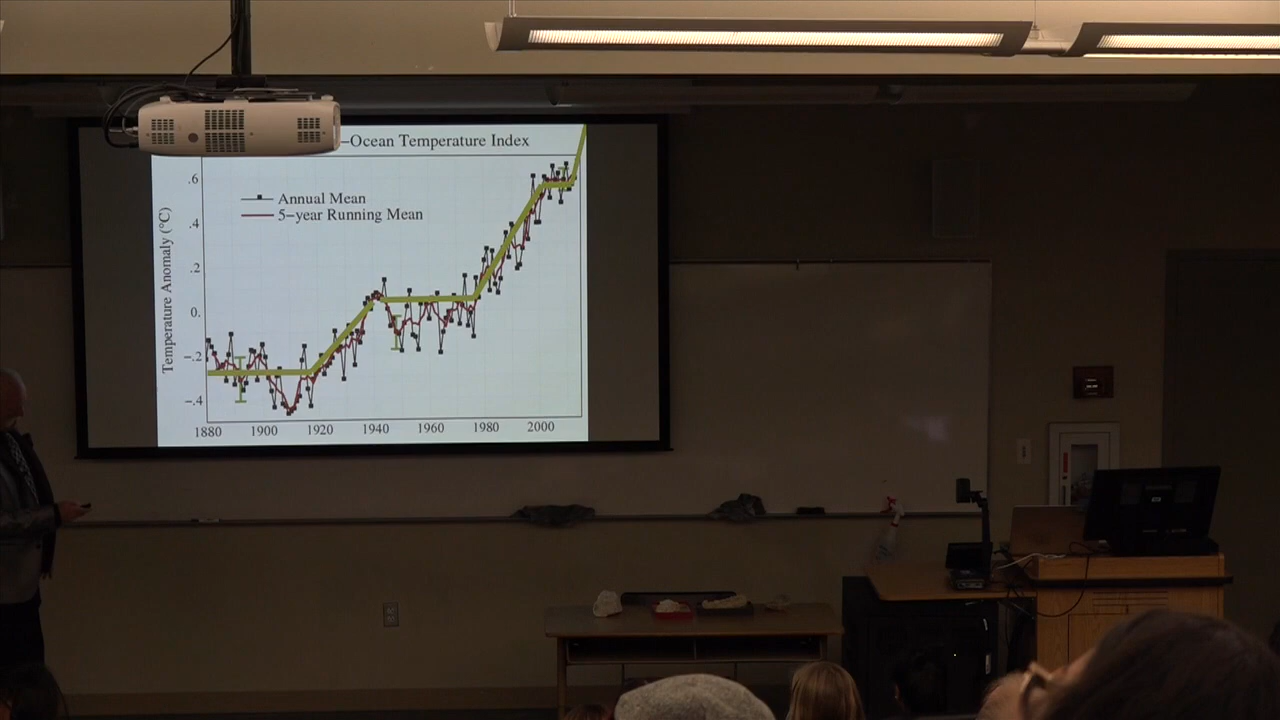 –Ocean Temperature Index
.6
Annual Mean
5–year Running Mean
.4
.2
0.
–.2
–.4
Temperature Anomaly (°C)
1880 1900 1920 1940 1960 1980 2000